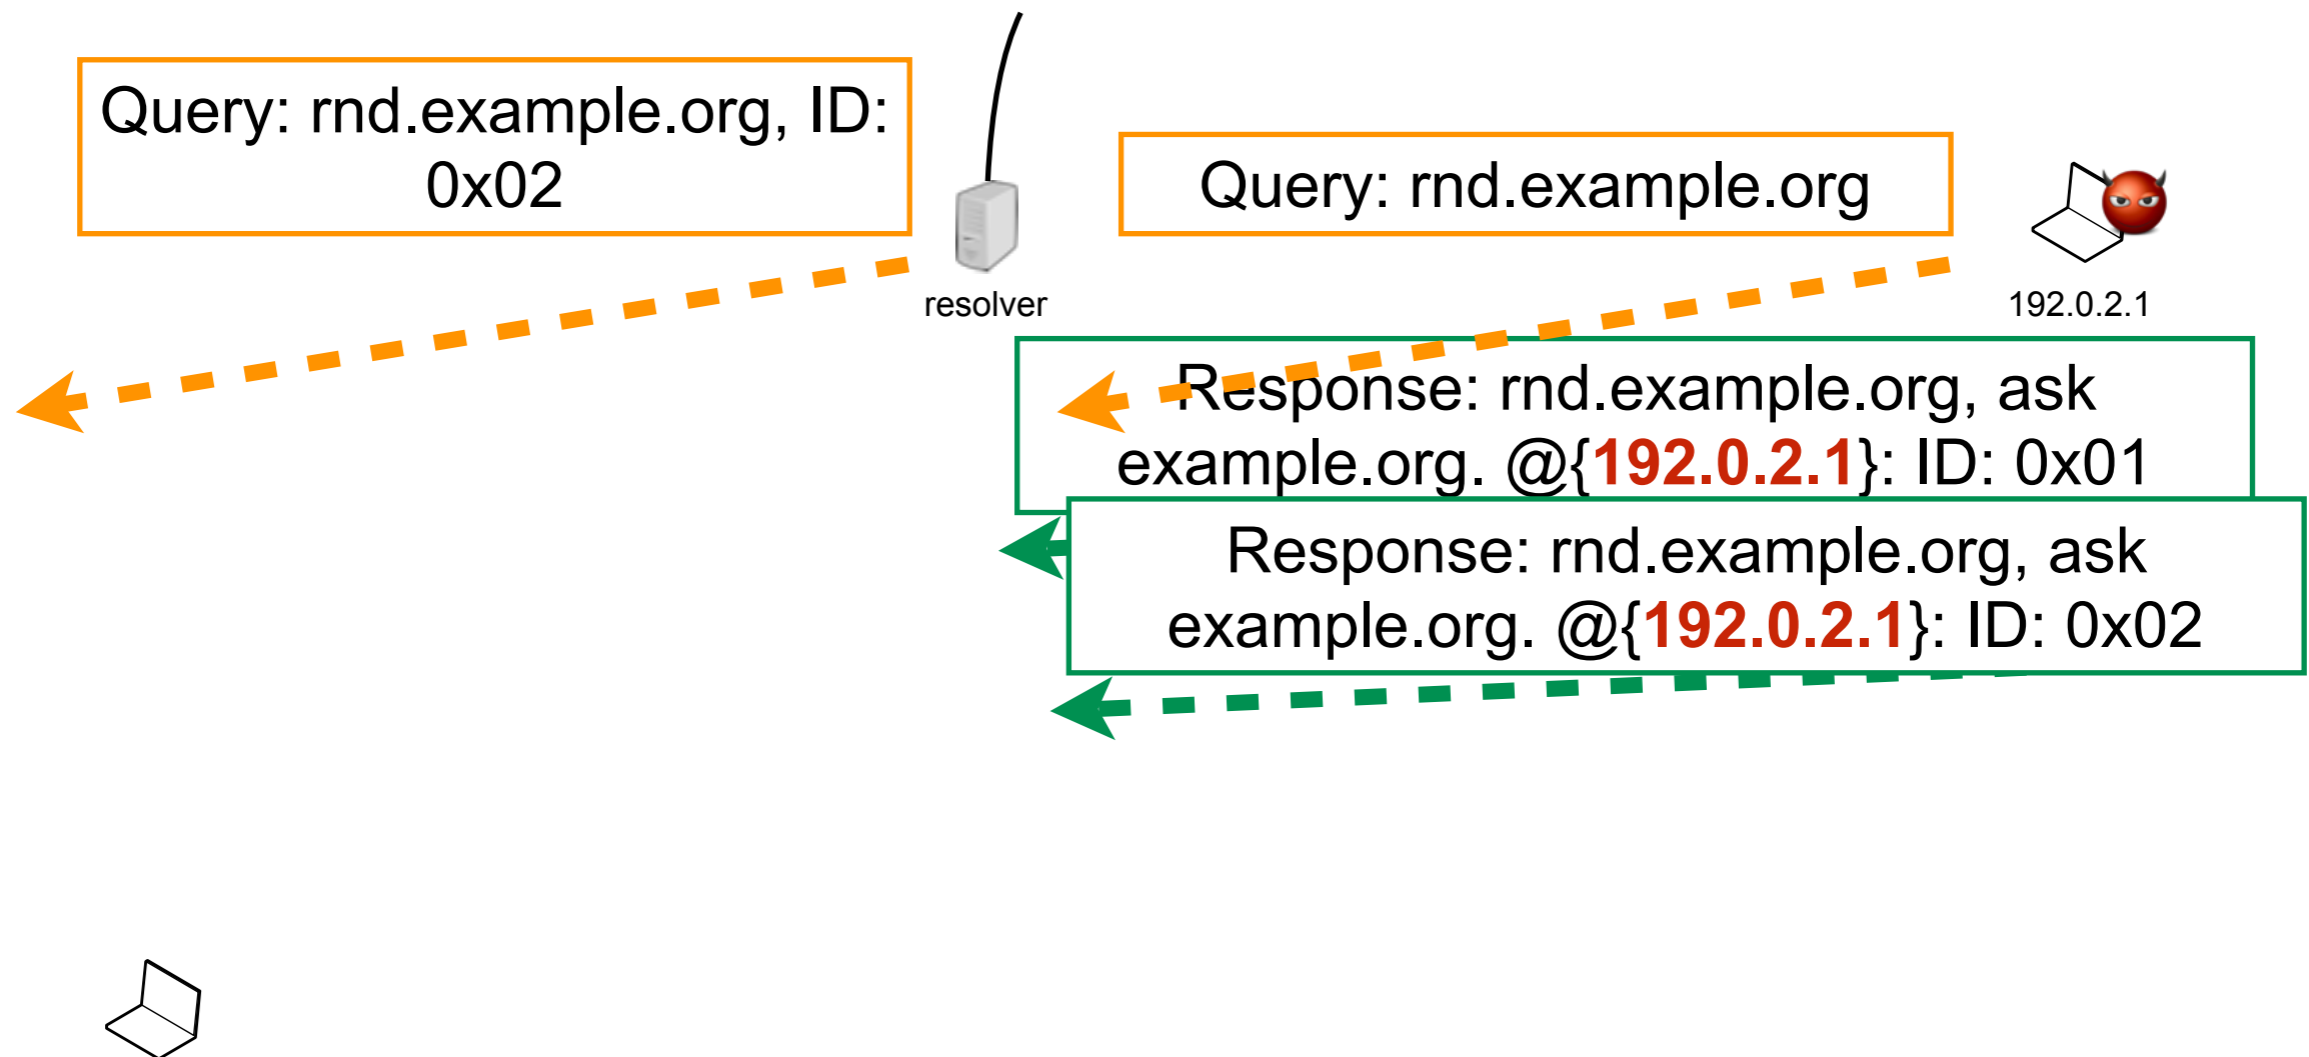 Query: rnd.example.org, ID:
0x02
Query: rnd.example.org
resolver
192.0.2.1
Response: rnd.example.org, ask
example.org. @{192.0.2.1}: ID: 0x01
Response: rnd.example.org, ask
example.org. @{192.0.2.1}: ID: 0x02